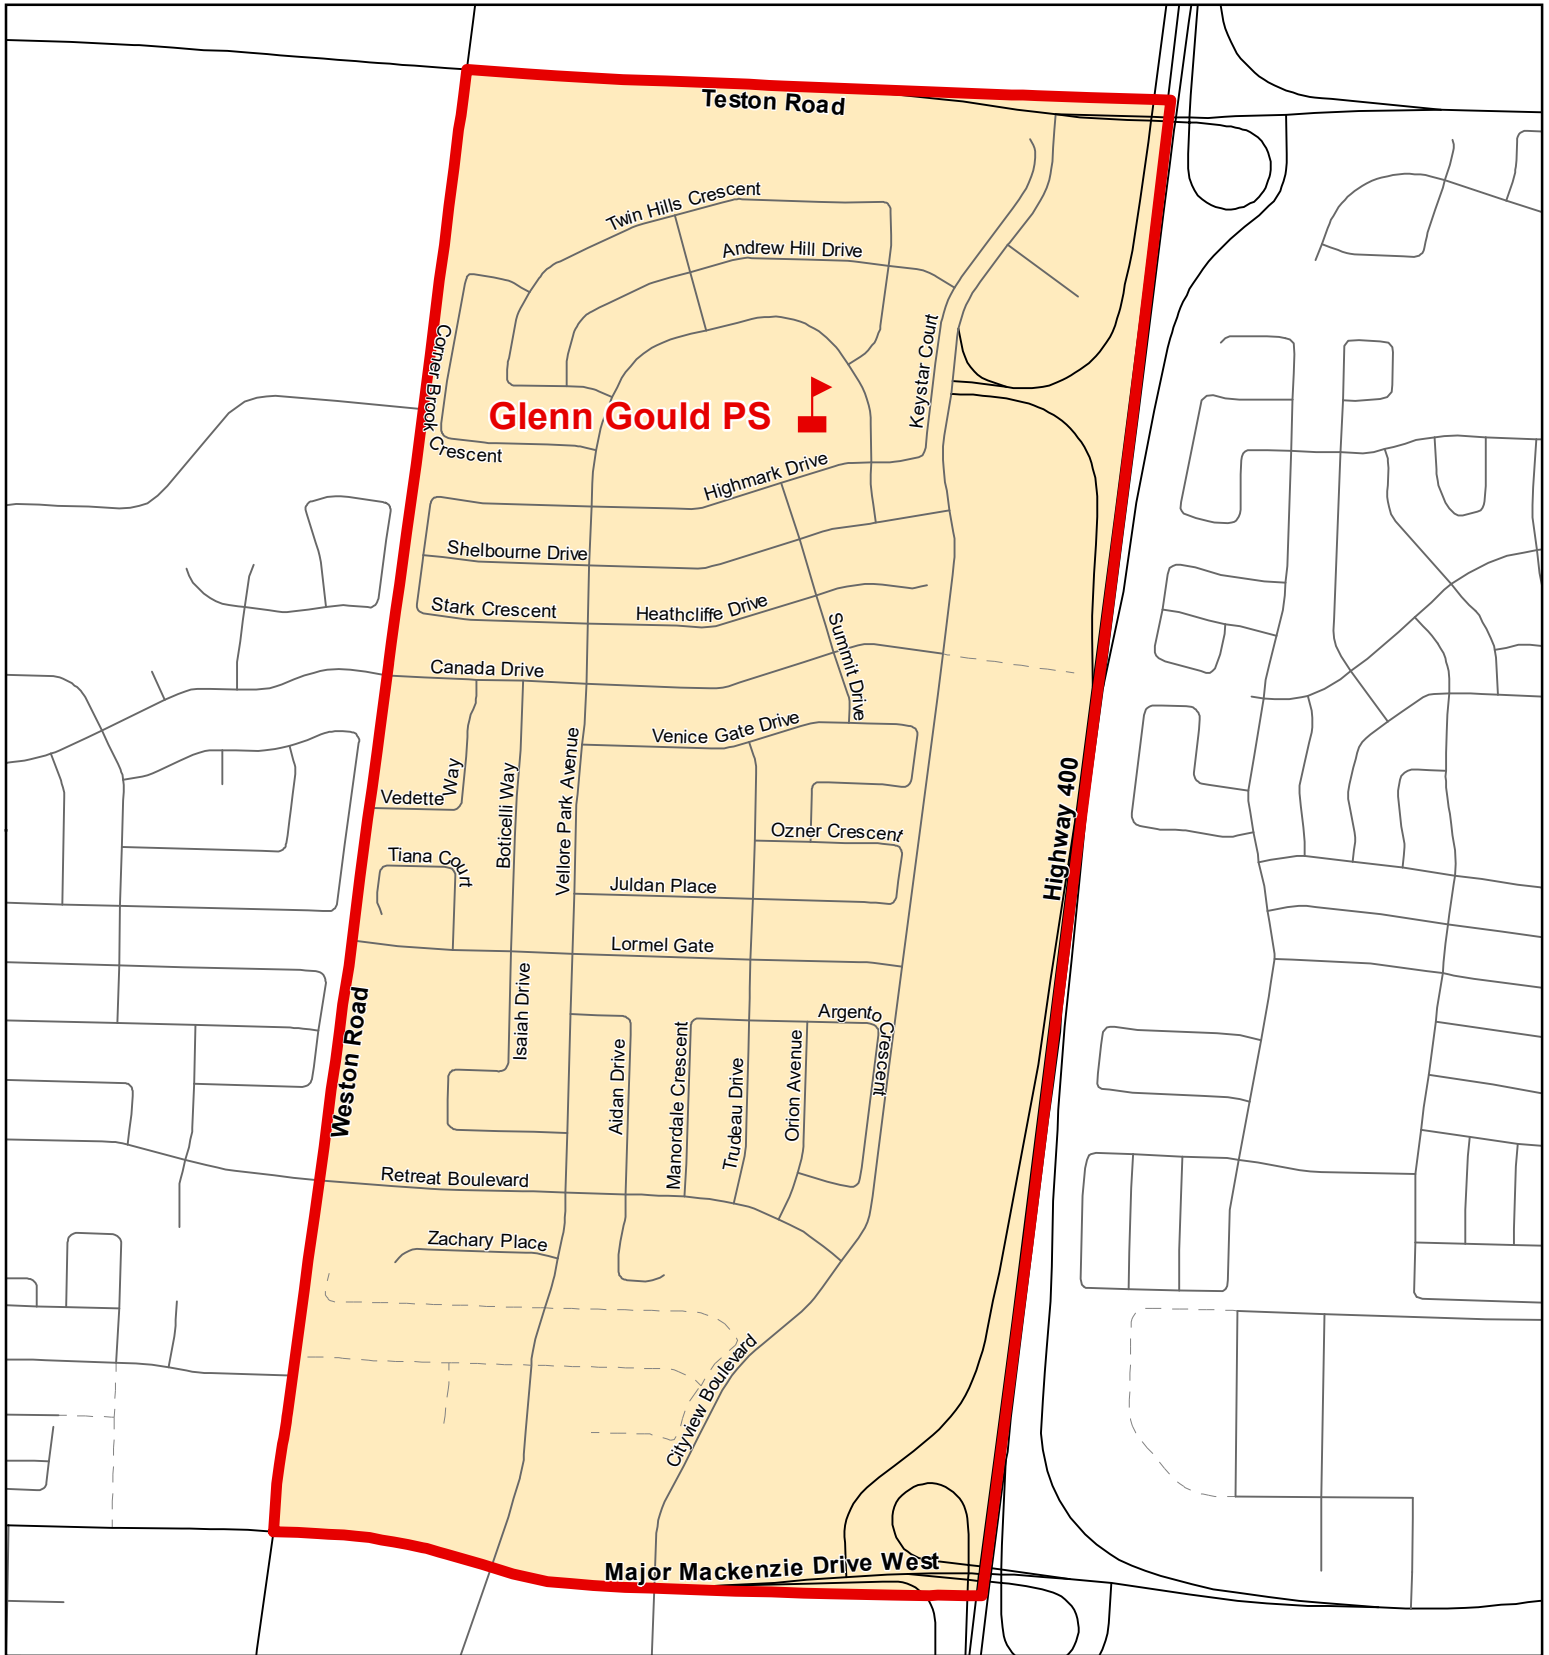 Teston Road
Twin Hills Crescent
Andrew Hill Drive
Corner Brook Crescent
Keystar Court
Glenn Gould PS
Highmark Drive
Shelbourne Drive
Stark Crescent
Heathcliffe Drive
Summit Drive
Canada Drive
Venice Gate Drive
Vellore Park Avenue
Vedette Way
Boticelli Way
Highway 400
Ozner Crescent
Tiana Court
Juldan Place
Lormel Gate
Isaiah Drive
Weston Road
Argento Crescent
Aidan Drive
Manordale Crescent
Trudeau Drive
Orion Avenue
Retreat Boulevard
Zachary Place
Cityview Boulevard
Major Mackenzie Drive West